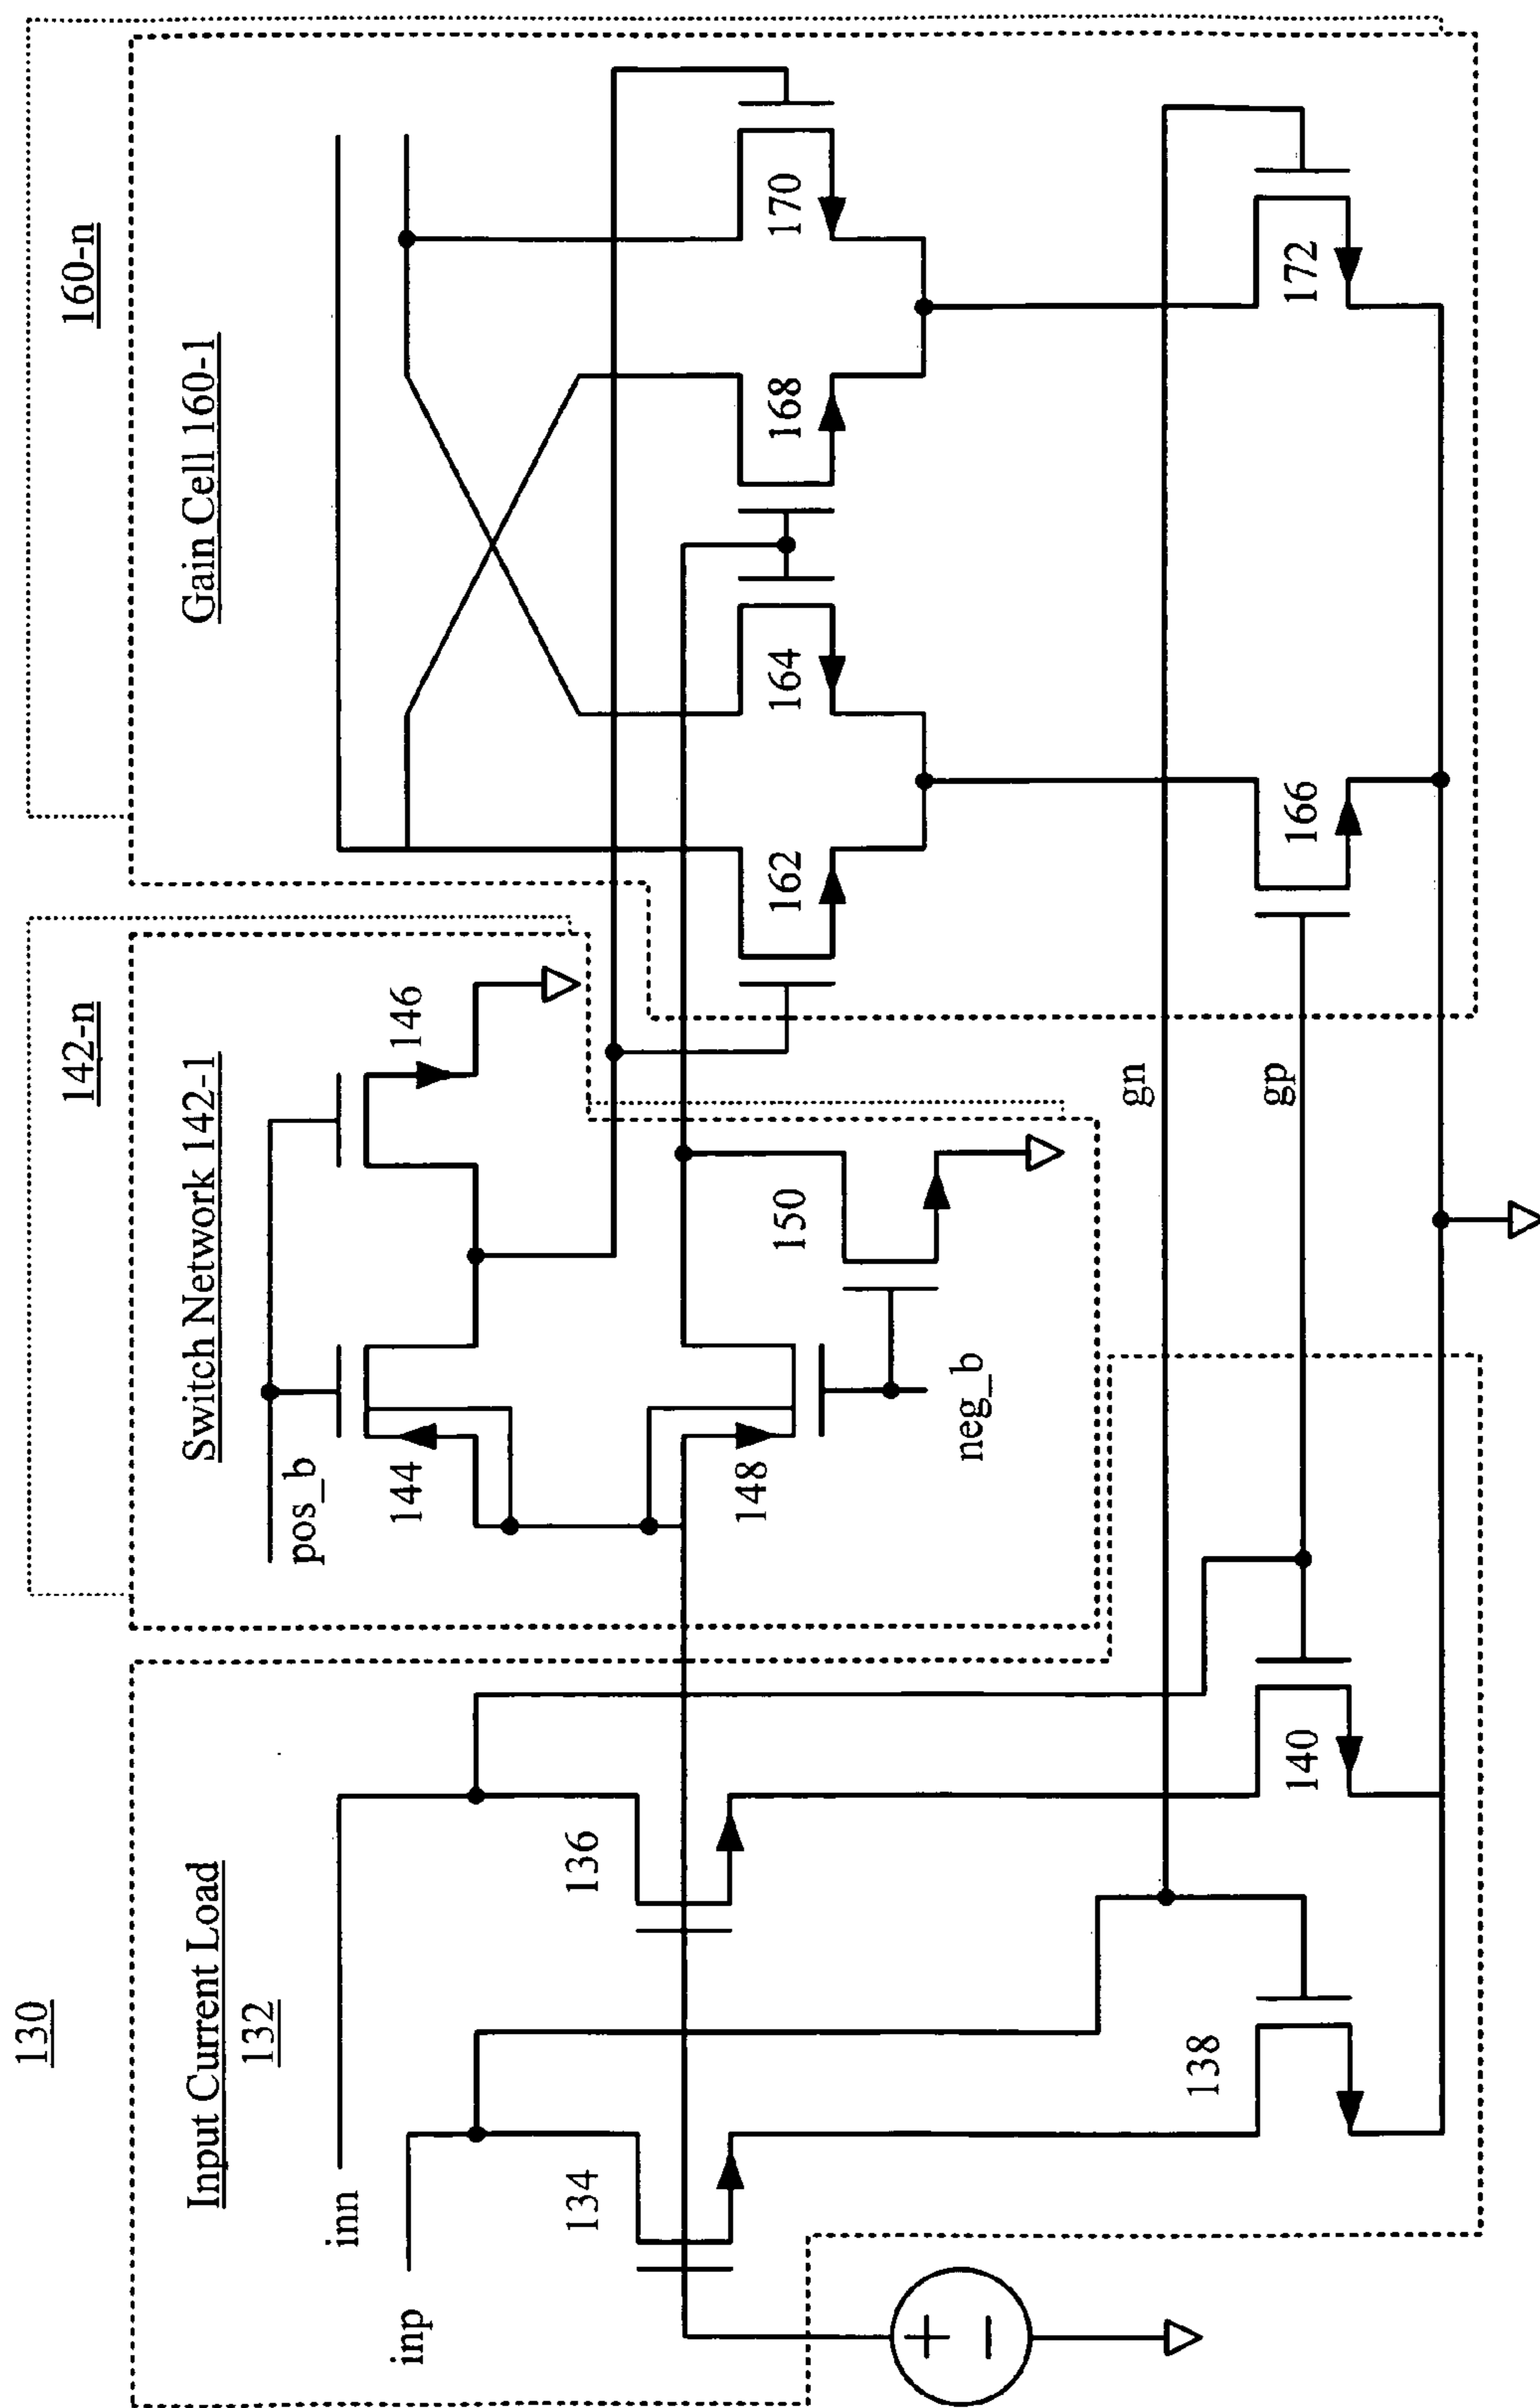 130
Input Current Load
132
inn
inp
134
136
138
140
142-n
Switch Network 142-1
pos_b
144
146
148
150
neg_b
gn
gp
160-n
Gain Cell 160-1
162
164
168
170
166
172
+
−